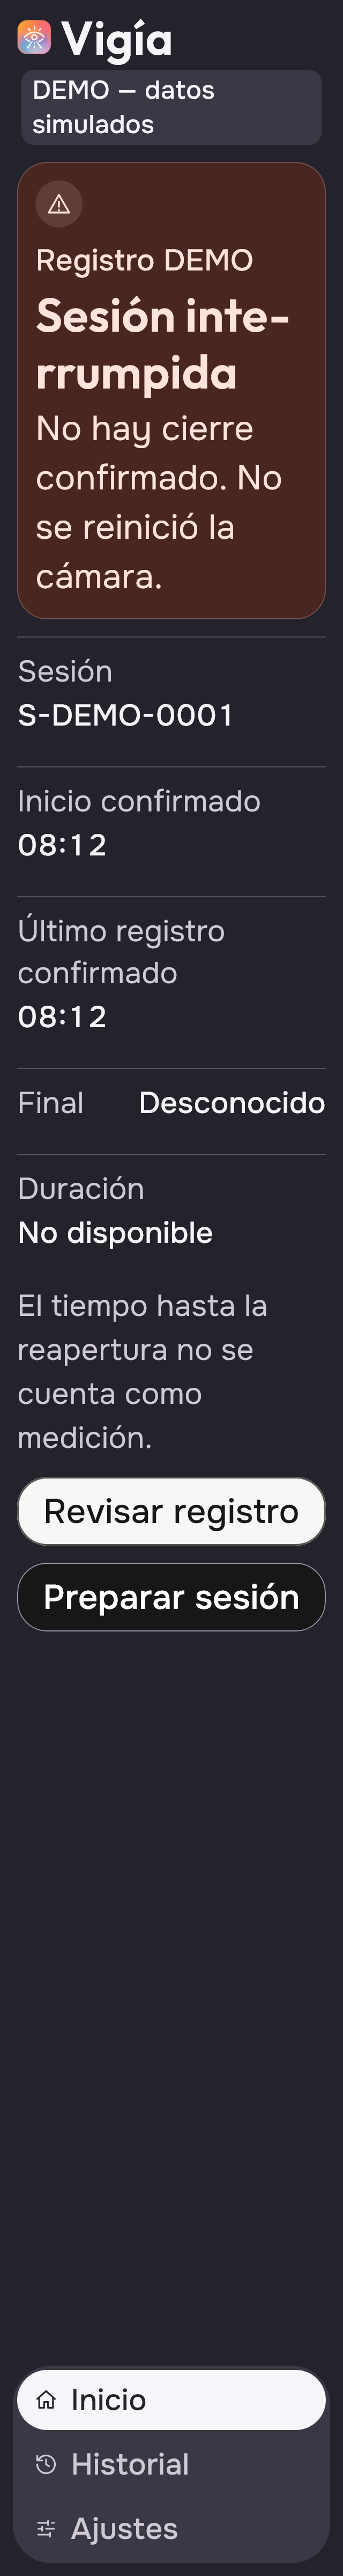 Vigía
DEMO — datos
simulados
Registro DEMO
Sesión inte-
rrumpida
No hay cierre
confirmado. No
se reinició la
cámara.
Sesión
S-DEMO-0001
Inicio confirmado
08:12
Último registro
confirmado
08:12
Final Desconocido
Duración
No disponible
El tiempo hasta la
reapertura no se
cuenta como
medición.
Revisar registro
Preparar sesión
Inicio
Historial
Ajustes